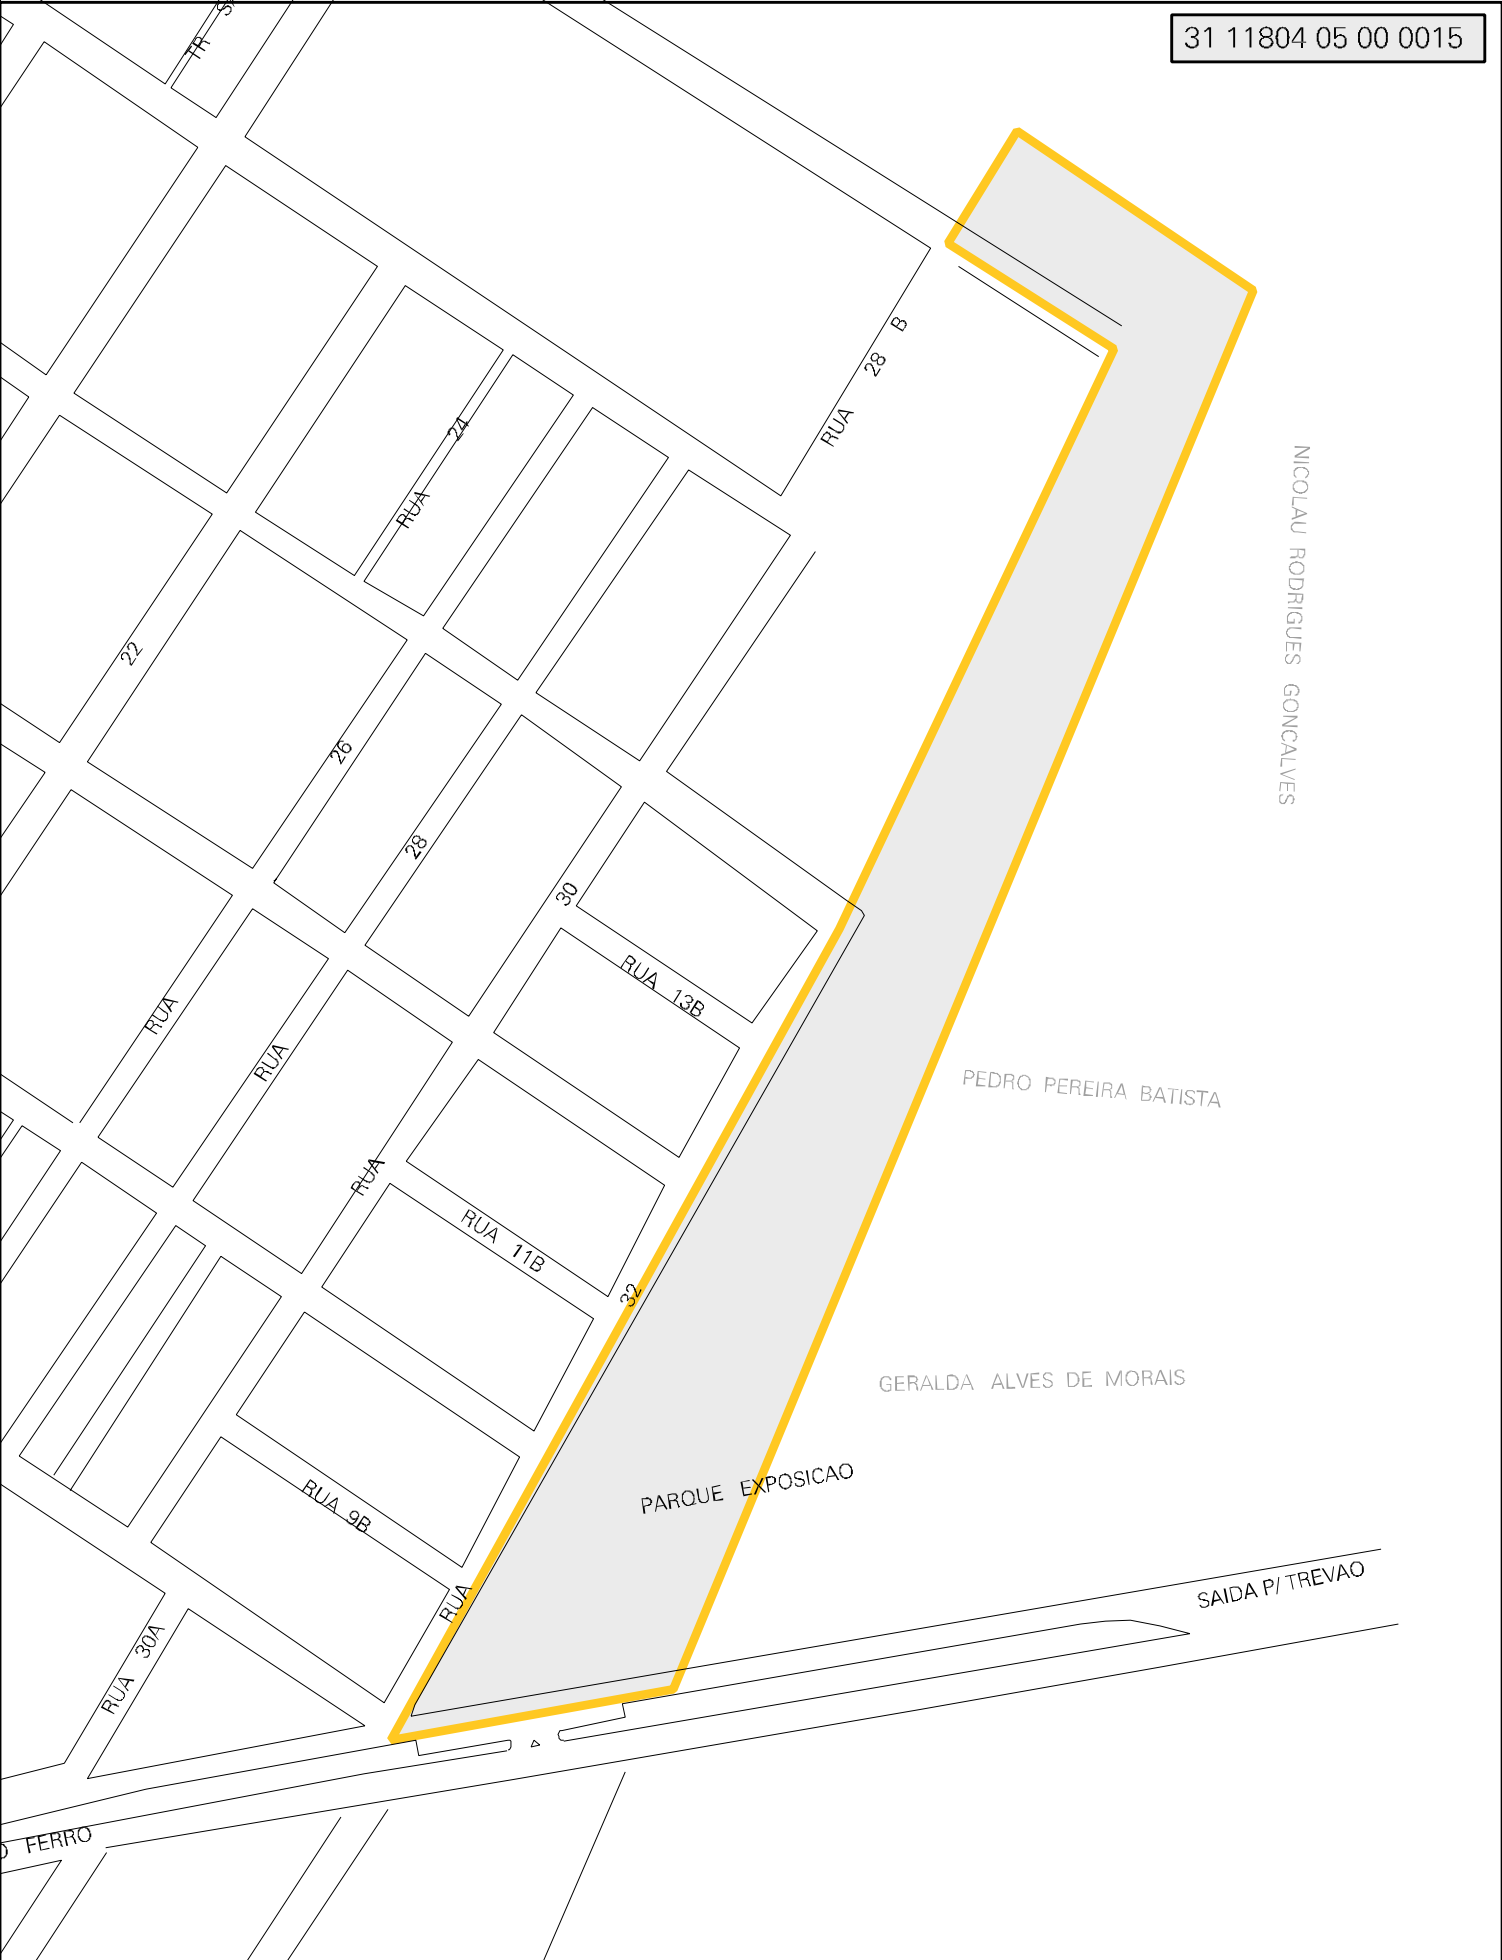 31 11804 05 00 0015
TR
RUA 28 B
RUA 24
NICOLAU RODRIGUES GONCALVES
RUA 22
RUA 26
RUA 28
30
RUA 13B
PEDRO PEREIRA BATISTA
RUA 11B
RUA 32
GERALDA ALVES DE MORAIS
PARQUE EXPOSICAO
RUA 9B
SAIDA P/ TREVAO
RUA 30A
FERRO